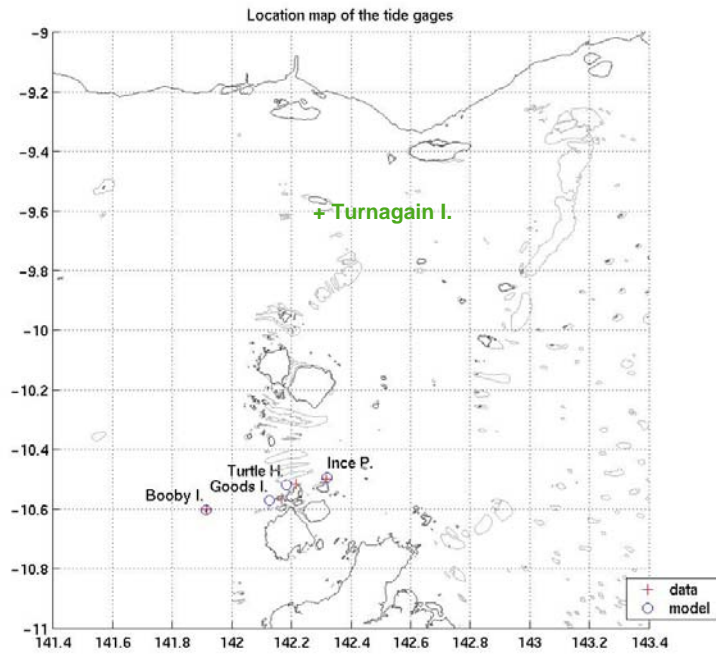 Location map of the tide gages
-9
-9.2
-9.4
-9.6
-9.8
-10
-10.2
-10.4
-10.6
-10.8
-11
+ Turnagain I.
Ince P.
Turtle H.
Goods I.
Booby I.
data
model
141.4 141.6 141.8 142 142.2 142.4 142.6 142.8 143 143.2 143.4